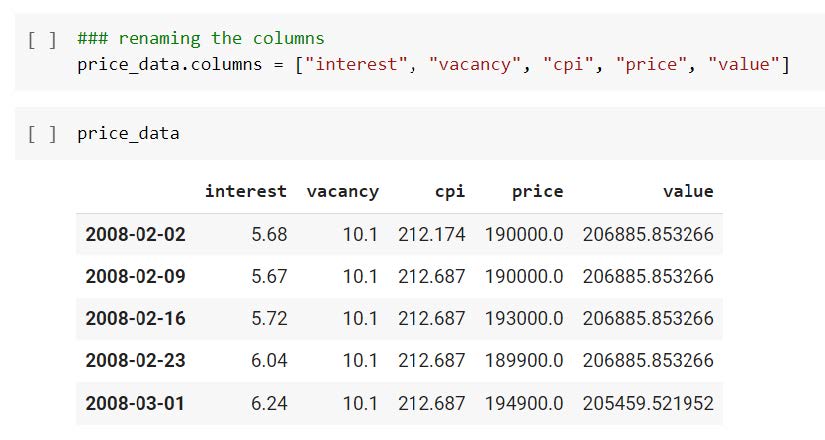 [ ] ### renaming the columns
price_data.columns = ["interest", "vacancy", "cpi", "price", "value"]
[ ] price_data
interest vacancy cpi price value
2008-02-02 5.68 10.1 212.174 190000.0 206885.853266
2008-02-09 5.67 10.1 212.687 190000.0 206885.853266
2008-02-16 5.72 10.1 212.687 193000.0 206885.853266
2008-02-23 6.04 10.1 212.687 189900.0 206885.853266
2008-03-01 6.24 10.1 212.687 194900.0 205459.521952